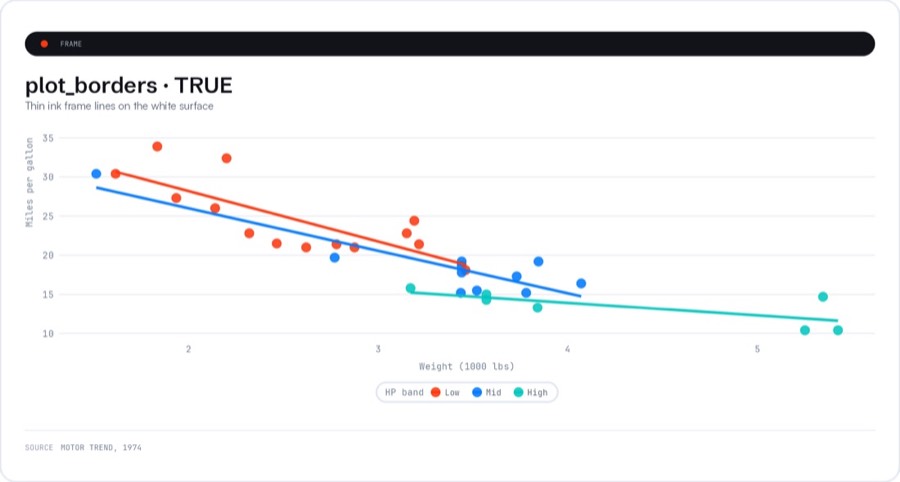 FRAME
plot_borders · TRUE
Thin ink frame lines on the white surface
Miles per gallon
35
30
25
20
15
10
2 3 4 5
Weight (1000 lbs)
HP band Low Mid High
SOURCE MOTOR TREND, 1974